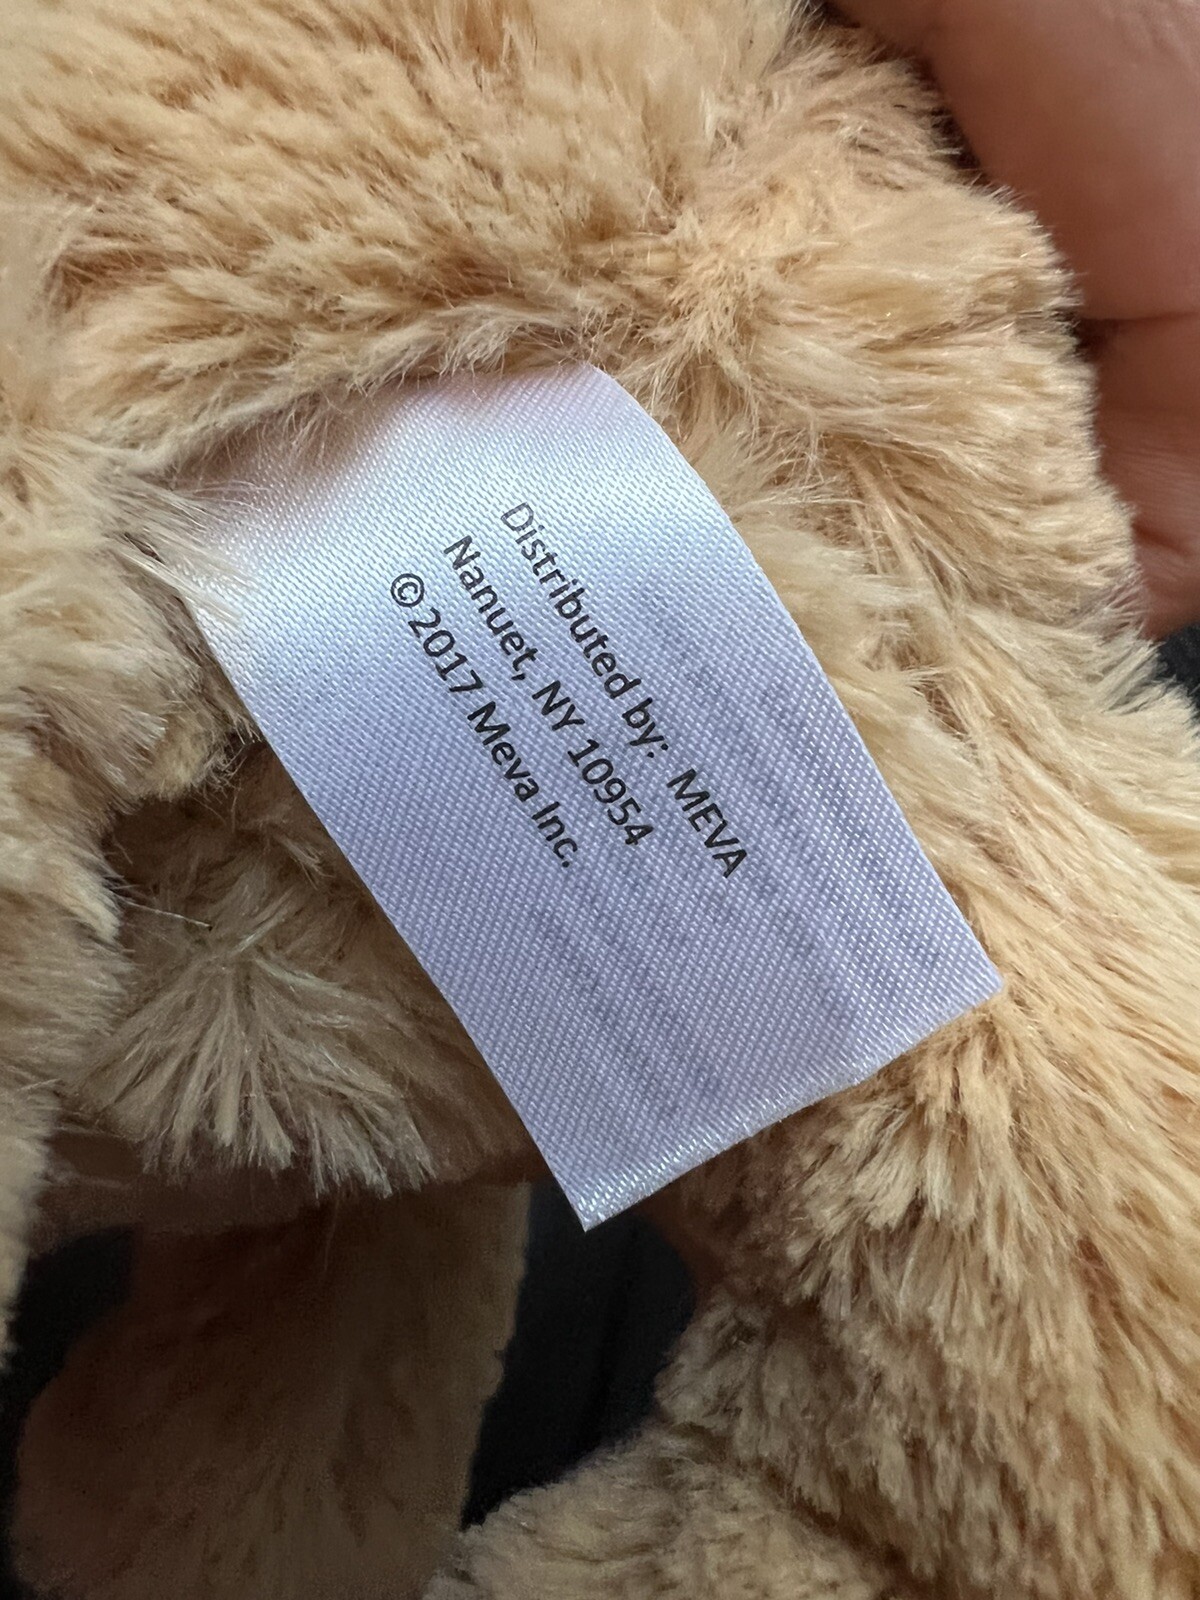 Distributed by: MEVA
Nanuet, NY 10954
©2017 Meva Inc.